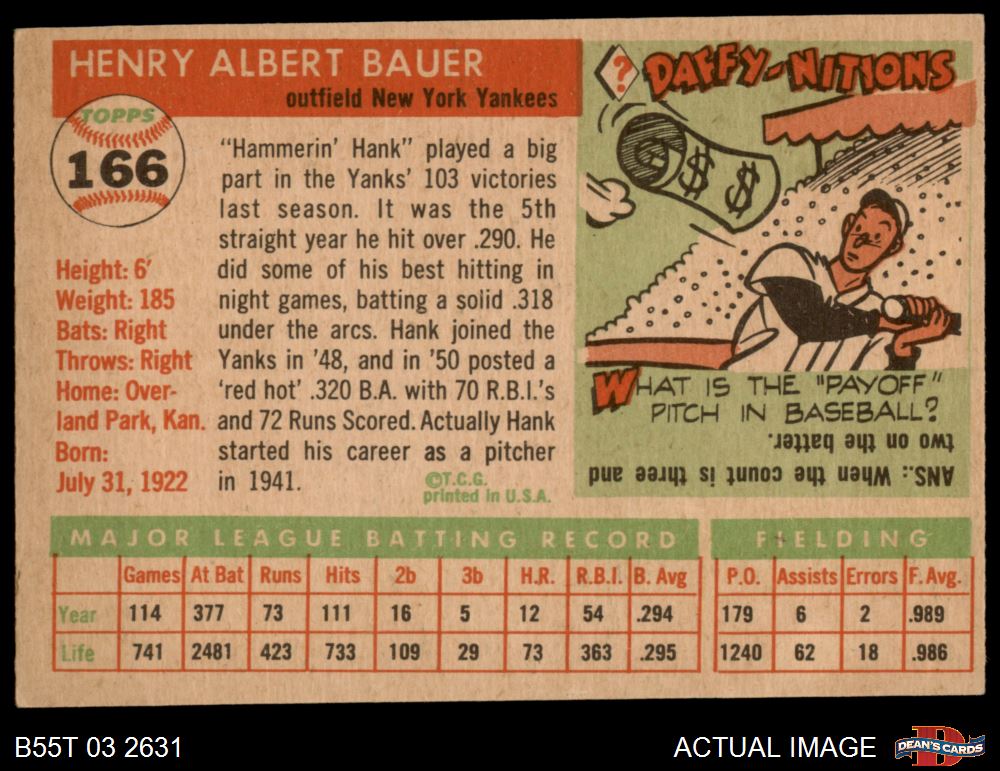 HENRY ALBERT BAUER
outfield New York Yankees
TOPPS
166
"Hammerin' Hank" played a big
part in the Yanks' 103 victories
last season. It was the 5th
straight year he hit over .290. He
did some of his best hitting in
night games, batting a solid .318
under the arcs. Hank joined the
Yanks in '48, and in '50 posted a
'red hot' .320 B.A. with 70 R.B.I.'s
and 72 Runs Scored. Actually Hank
started his career as a pitcher
in 1941.
©T.C.G.
printed in U.S.A.
Height: 6'
Weight: 185
Bats: Right
Throws: Right
Home: Over-
land Park, Kan.
Born:
July 31, 1922
?
DAFFY-NITIONS
$ $
WHAT IS THE "PAYOFF"
PITCH IN BASEBALL?
ANS.: When the count is three and
two on the batter.
MAJOR LEAGUE BATTING RECORD
Games At Bat Runs Hits 2b 3b H.R. R.B.I. B. Avg
Year 114 377 73 111 16 5 12 54 .294
Life 741 2481 423 733 109 29 73 363 .295
FIELDING
P.O. Assists Errors F. Avg.
179 6 2 .989
1240 62 18 .986
B55T 03 2631
ACTUAL IMAGE
D
DEAN'S CARDS